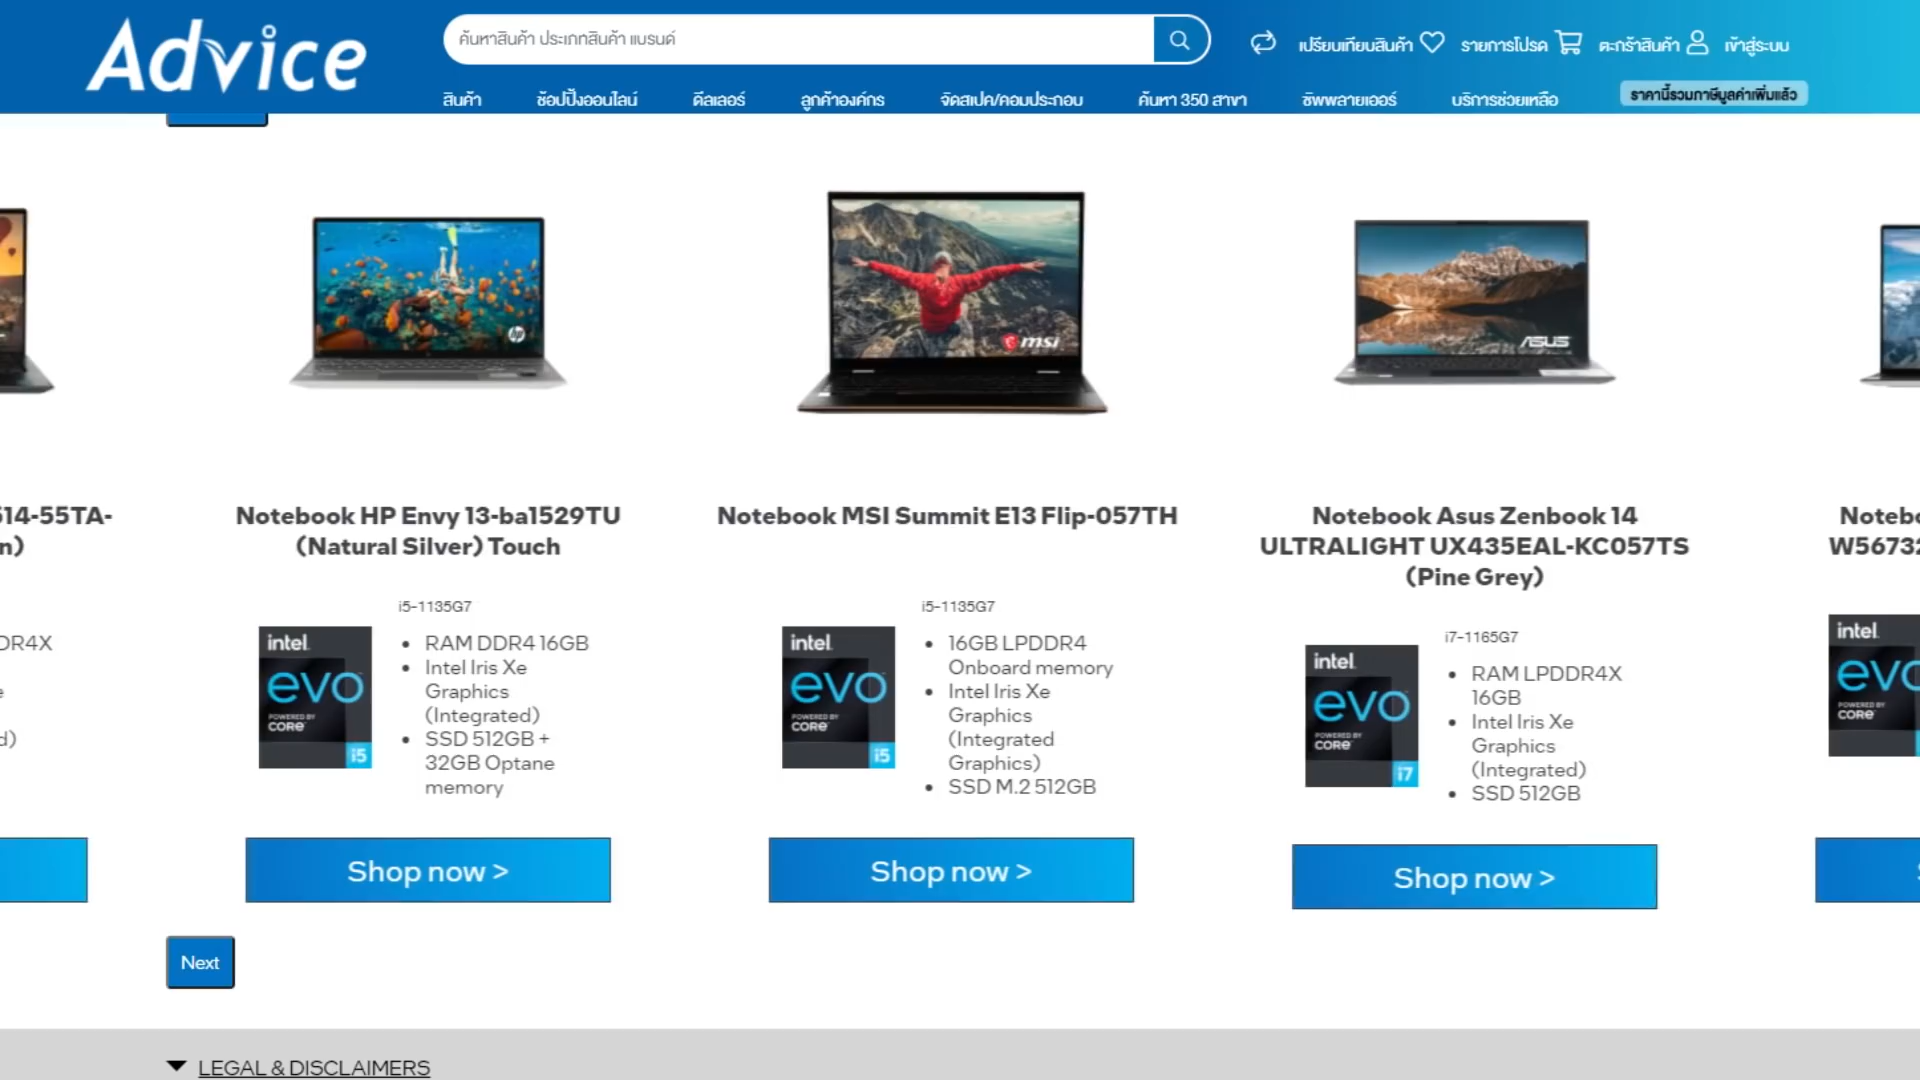 Advice
ค้นหาสินค้า ประเภทสินค้า แบรนด์
เปรียบเทียบสินค้า
รายการโปรด
ตะกร้าสินค้า
เข้าสู่ระบบ
สินค้า
ช้อปปิ้งออนไลน์
ดีลเลอร์
ลูกค้าองค์กร
จัดสเปค/คอมประกอบ
ค้นหา 350 สาขา
ซัพพลายเออร์
บริการช่วยเหลือ
ราคานี้รวมภาษีมูลค่าเพิ่มแล้ว
514-55TA-
n)
DR4X
e
d)
hp
Notebook HP Envy 13-ba1529TU
(Natural Silver) Touch
i5-1135G7
intel.
evo
POWERED BY
CORE
i5
• RAM DDR4 16GB
• Intel Iris Xe
Graphics
(Integrated)
• SSD 512GB +
32GB Optane
memory
Shop now >
msi
Notebook MSI Summit E13 Flip-057TH
i5-1135G7
intel.
evo
POWERED BY
CORE
i5
• 16GB LPDDR4
Onboard memory
• Intel Iris Xe
Graphics
(Integrated
Graphics)
• SSD M.2 512GB
Shop now >
ASUS
Notebook Asus Zenbook 14
ULTRALIGHT UX435EAL-KC057TS
(Pine Grey)
i7-1165G7
intel.
evo
POWERED BY
CORE
i7
• RAM LPDDR4X
16GB
• Intel Iris Xe
Graphics
(Integrated)
• SSD 512GB
Shop now >
Noteb
W5673
intel.
evo
POWERED BY
CORE
Next
LEGAL & DISCLAIMERS